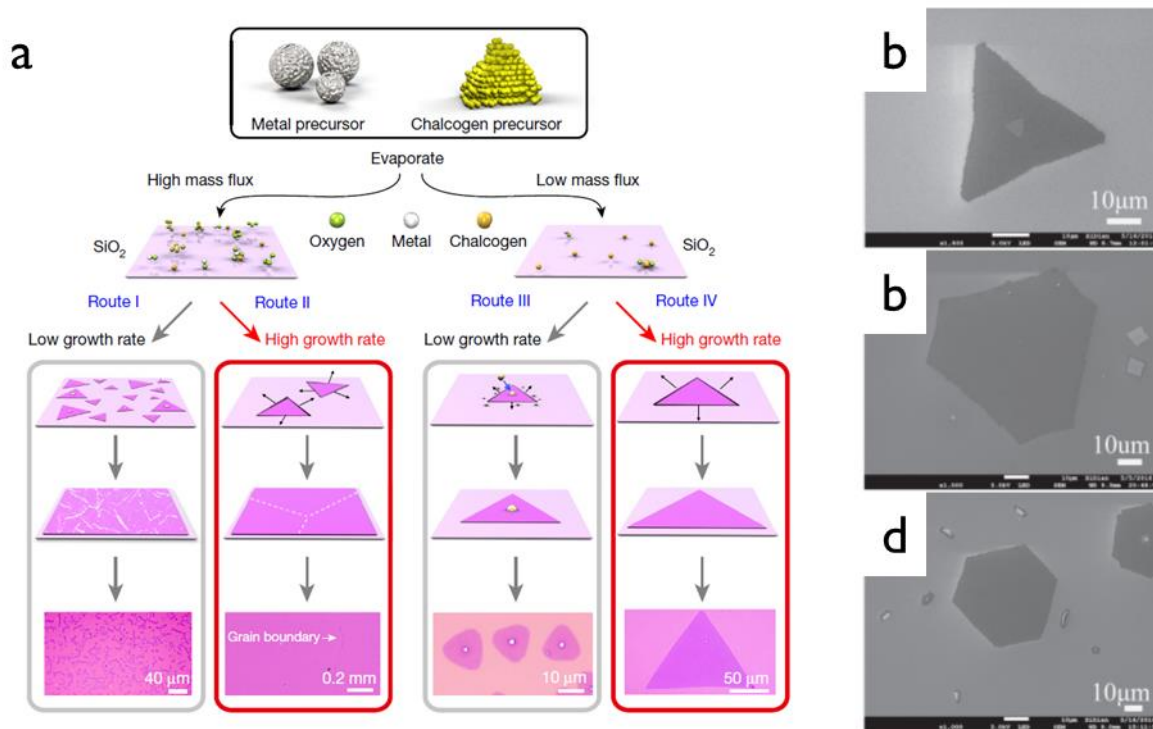 a
Metal precursor
Chalcogen precursor
Evaporate
High mass flux
Low mass flux
Oxygen
Metal
Chalcogen
SiO2
SiO2
Route I
Route II
Route III
Route IV
Low growth rate
High growth rate
Low growth rate
High growth rate
Grain boundary
40 μm
0.2 mm
10 μm
50 μm
b
10μm
b
10μm
d
10μm